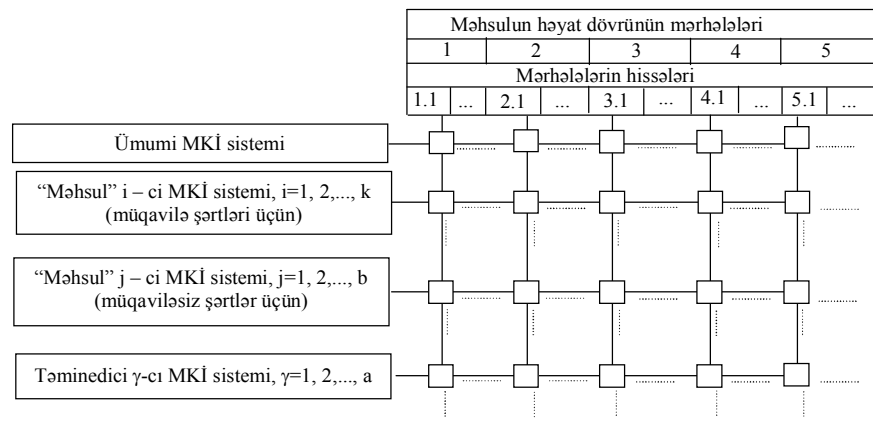 Məhsulun həyat dövrünün mərhələləri
1 2 3 4 5
Mərhələlərin hissələri
1.1 ... 2.1 ... 3.1 ... 4.1 ... 5.1 ...
Ümumi MKİ sistemi
“Məhsul” i – ci MKİ sistemi, i=1, 2,..., k
(müqavilə şərtləri üçün)
“Məhsul” j – ci MKİ sistemi, j=1, 2,..., b
(müqaviləsiz şərtlər üçün)
Təminedici γ-cı MKİ sistemi, γ=1, 2,..., a